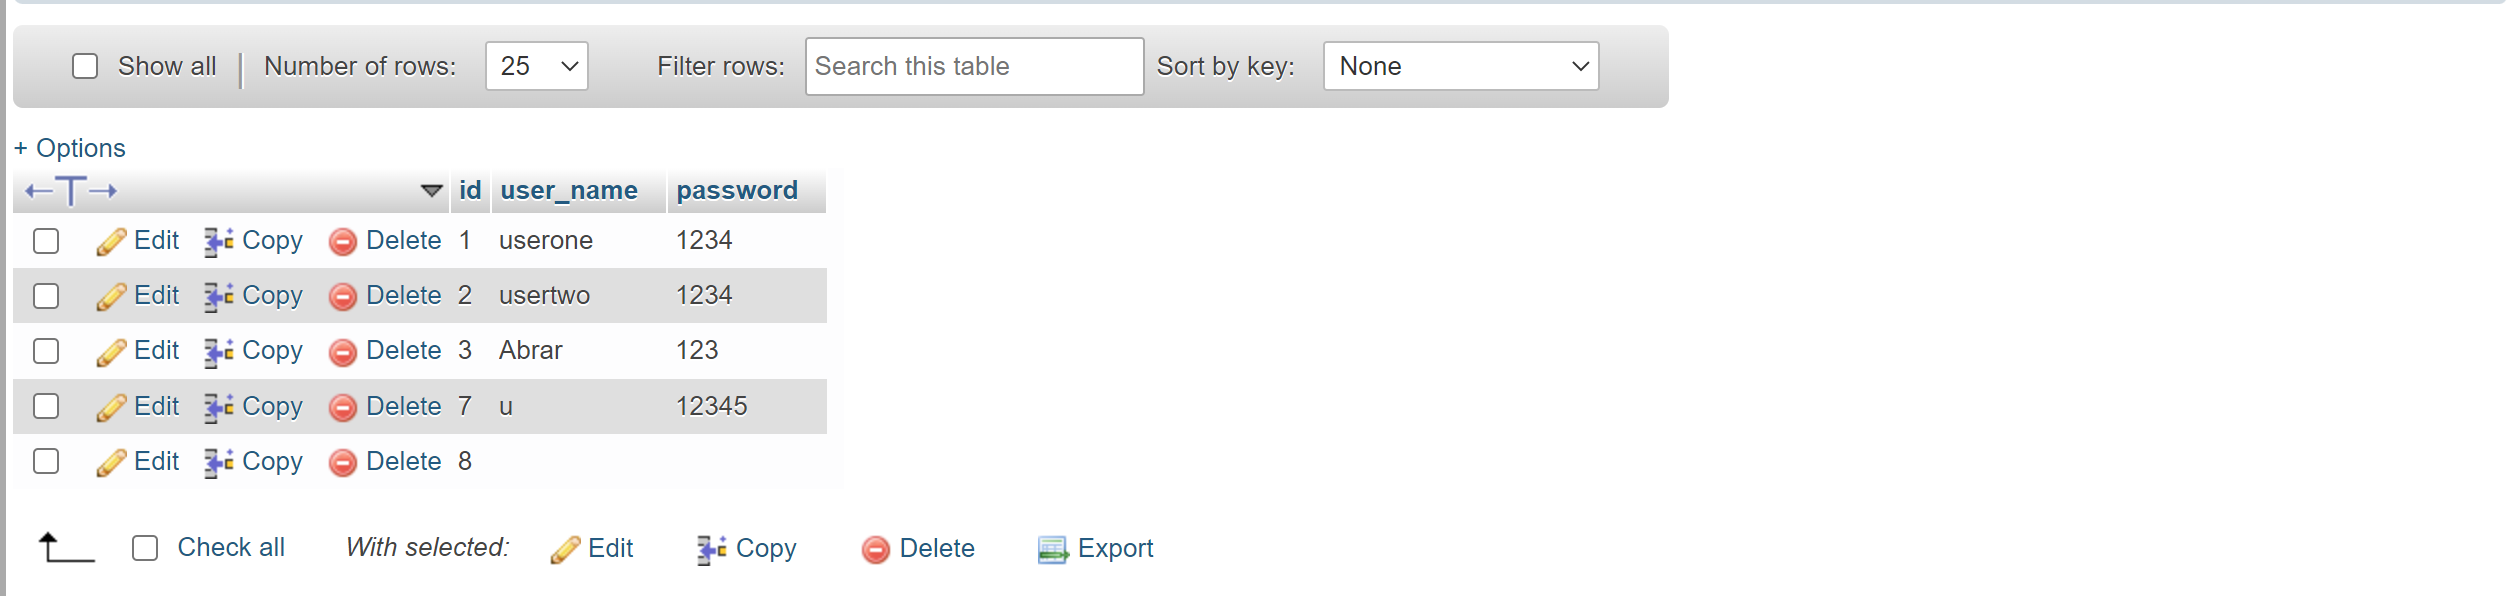 Show all Number of rows: 25 Filter rows: Search this table Sort by key: None
+ Options
id user_name password
Edit Copy Delete 1 userone 1234
Edit Copy Delete 2 usertwo 1234
Edit Copy Delete 3 Abrar 123
Edit Copy Delete 7 u 12345
Edit Copy Delete 8
Check all With selected: Edit Copy Delete Export